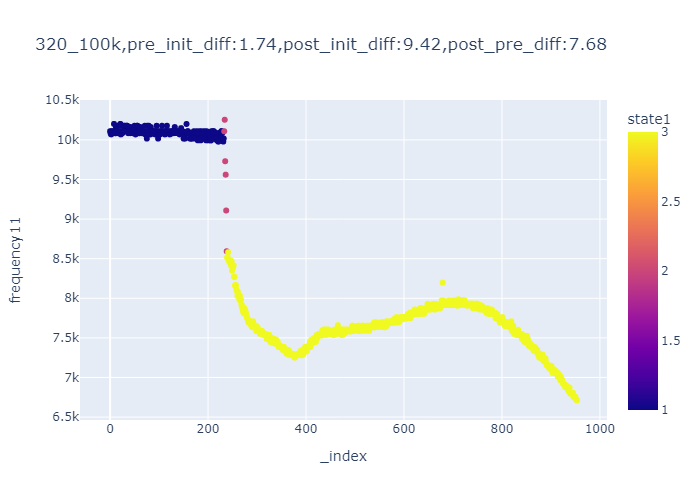 320_100k,pre_init_diff:1.74,post_init_diff:9.42,post_pre_diff:7.68
state1
10.5k
10k
9.5k
9k
8.5k
8k
7.5k
7k
6.5k
frequency11
0
200
400
600
800
1000
_index
3
2.5
2
1.5
1